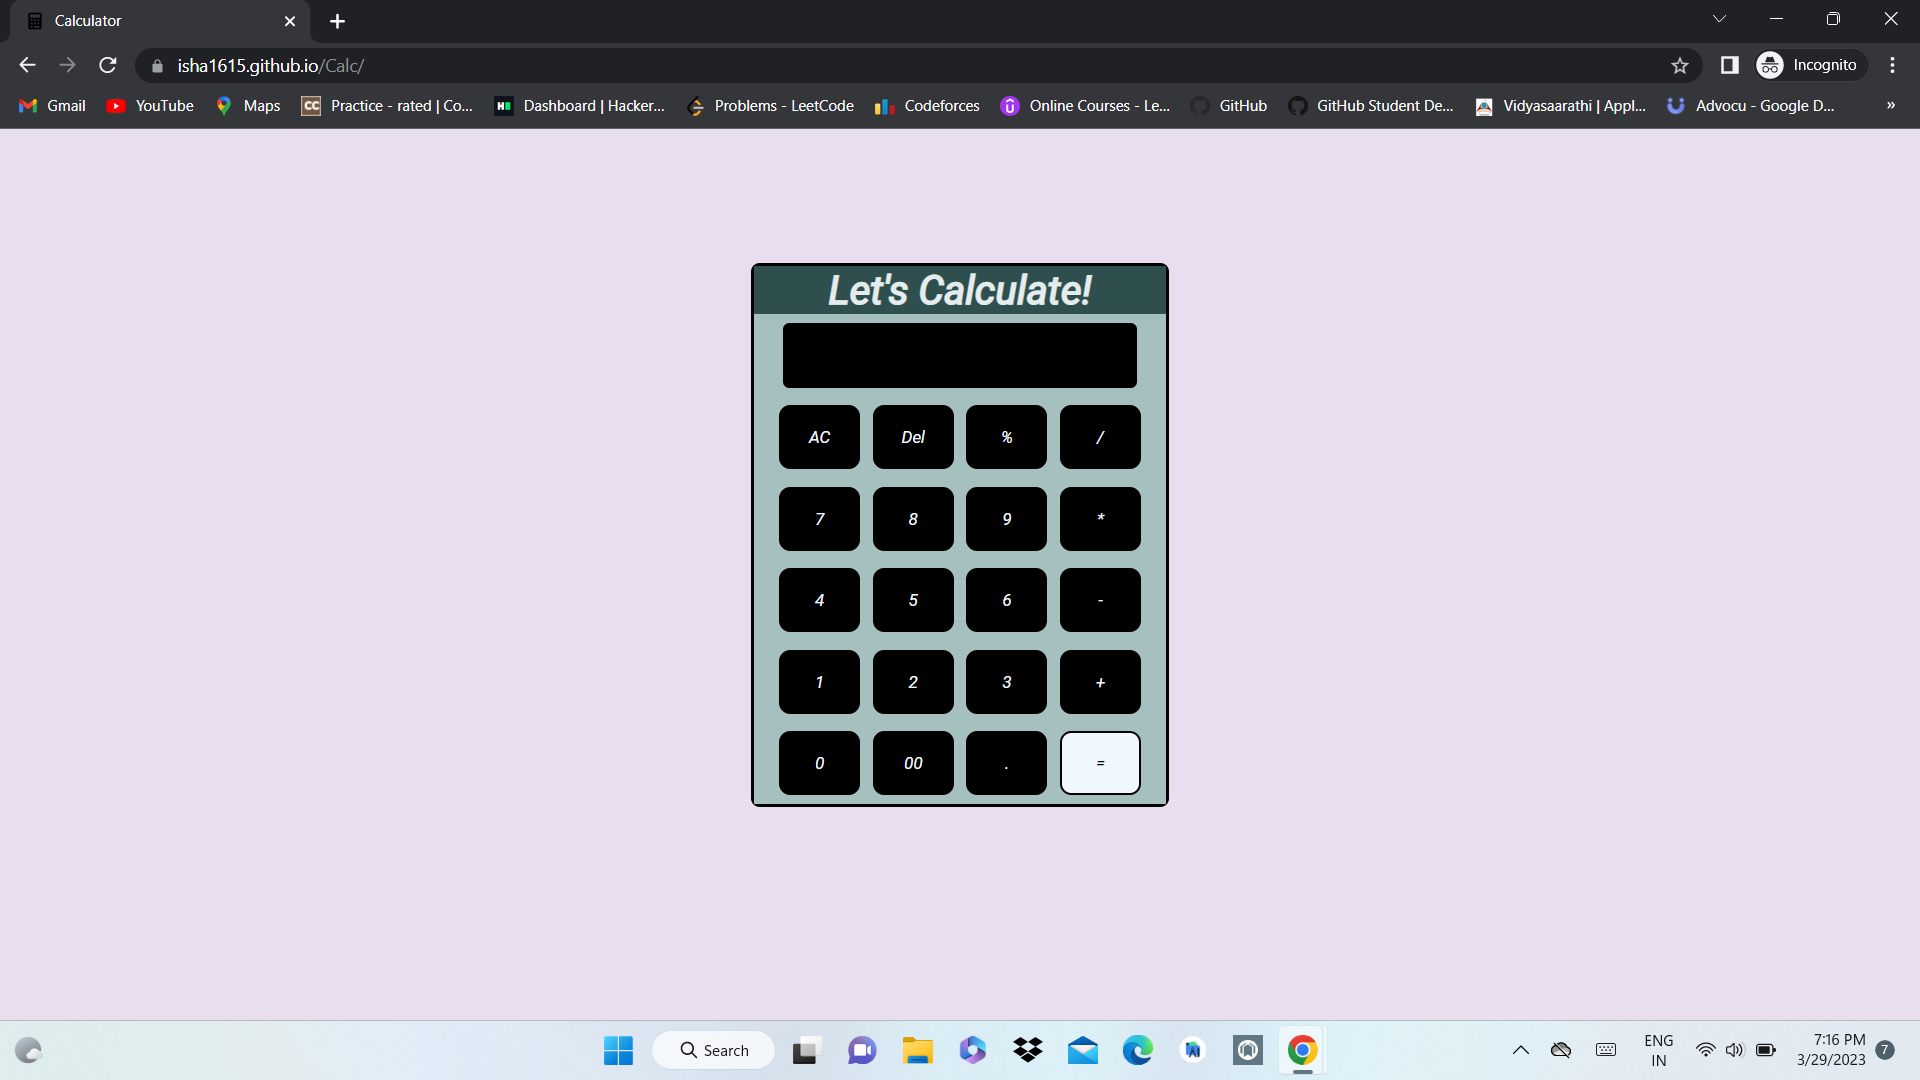 Calculator
isha1615.github.io/Calc/
Incognito
Gmail YouTube Maps CC Practice - rated | Co... Dashboard | Hacker... Problems - LeetCode Codeforces Online Courses - Le... GitHub GitHub Student De... Vidyasaarathi | Appl... Advocu - Google D... »
Let's Calculate!
AC Del % /
7 8 9 *
4 5 6 -
1 2 3 +
0 00 . =
Search
ENG
IN
7:16 PM
3/29/2023
7